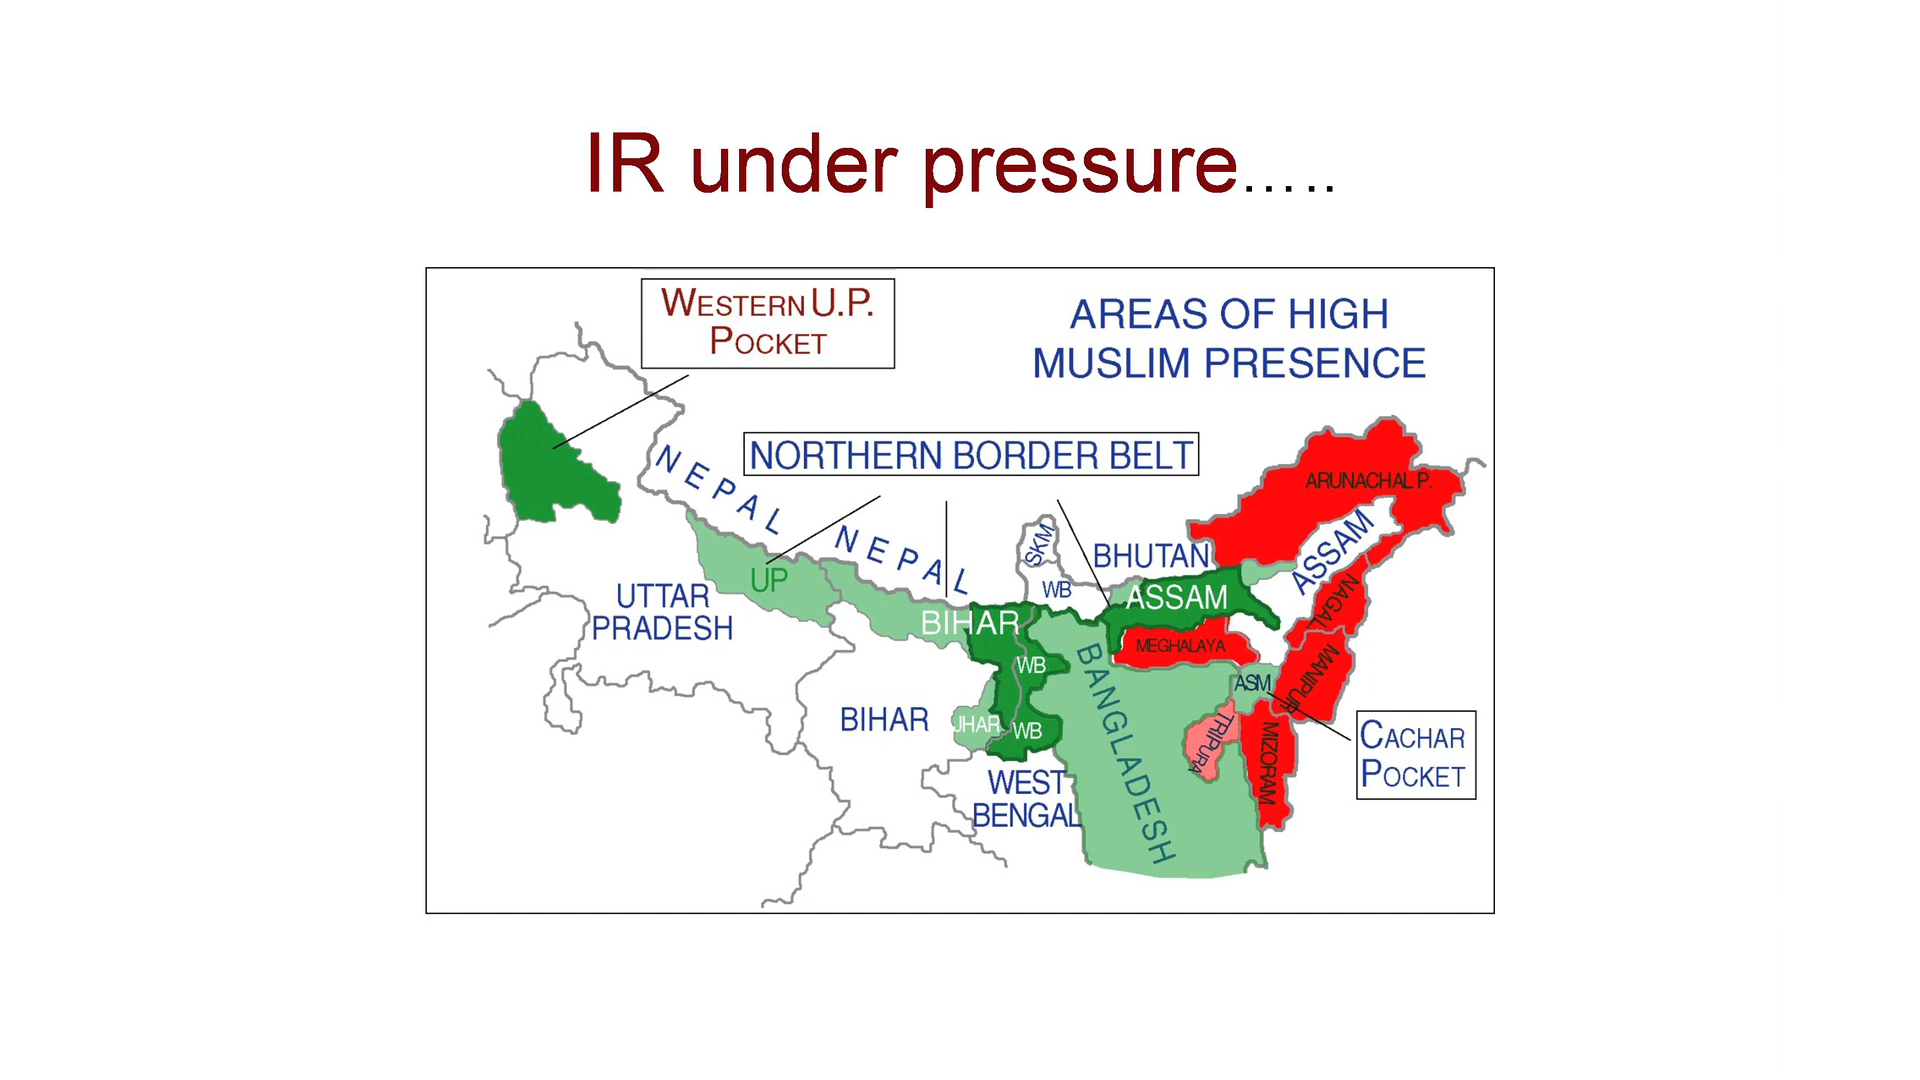 IR under pressure.....
WESTERN U.P.
POCKET
AREAS OF HIGH
MUSLIM PRESENCE
NORTHERN BORDER BELT
NEPAL
NEPAL
SKM
BHUTAN
ARUNACHAL P.
ASSAM
UP
WB
ASSAM
UTTAR
PRADESH
BIHAR
NAGAL
MEGHALAYA
WB
BANGLADESH
ASM
MANIPUR
BIHAR
JHAR
WB
TRIPURA
MIZORAM
CACHAR
POCKET
WEST
BENGAL